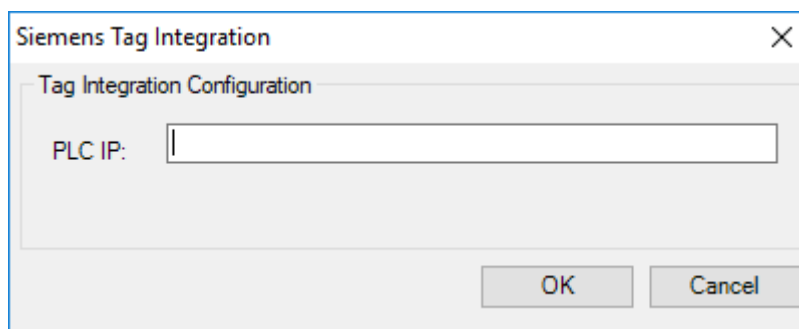 Siemens Tag Integration
Tag Integration Configuration
PLC IP:
OK Cancel